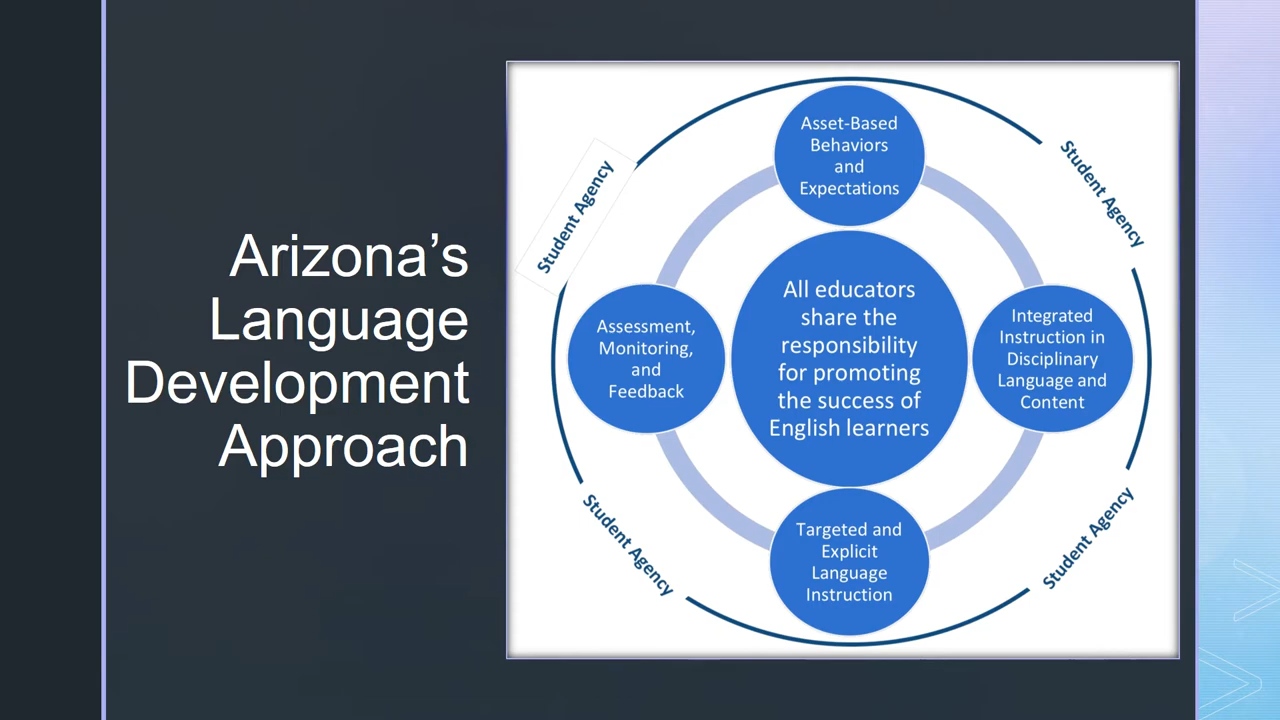 Arizona’s
Language
Development
Approach
Asset-Based
Behaviors
and
Expectations
Student Agency
Student Agency
All educators
share the
responsibility
for promoting
the success of
English learners
Assessment,
Monitoring,
and
Feedback
Integrated
Instruction in
Disciplinary
Language and
Content
Targeted and
Explicit
Language
Instruction
Student Agency
Student Agency